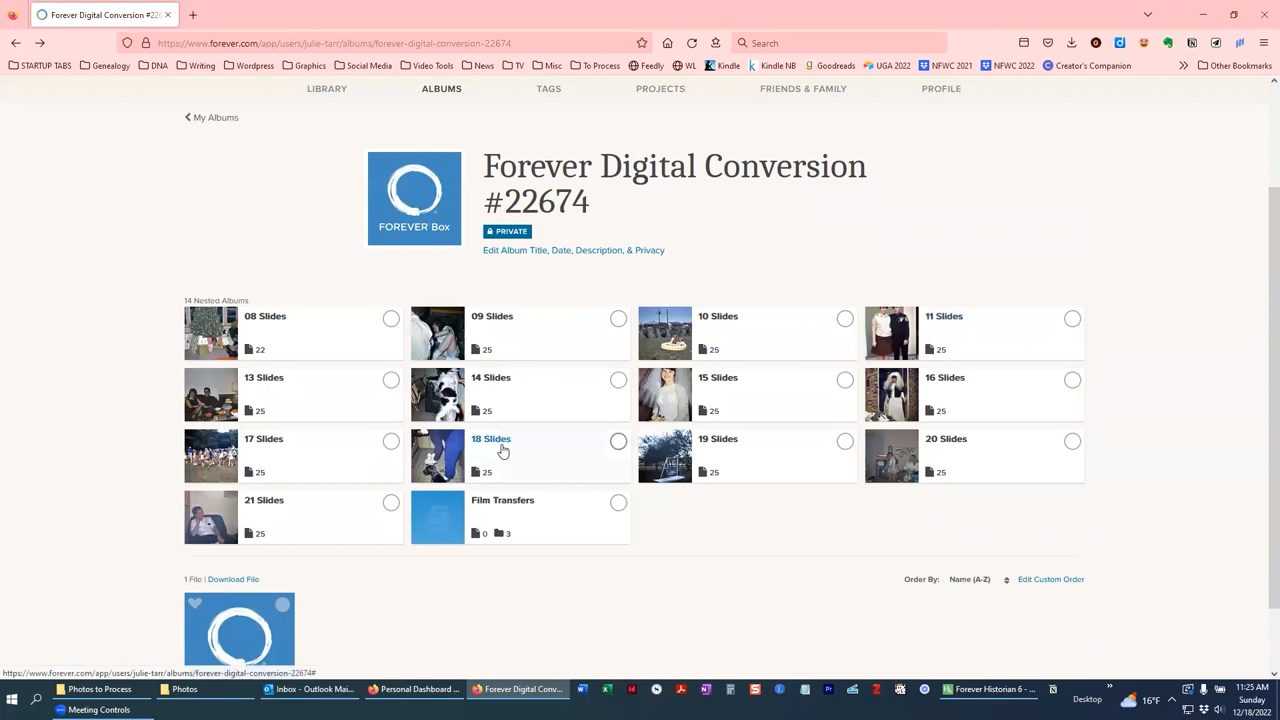 Forever Digital Conversion #22
https://www.forever.com/app/users/julie-tarr/albums/forever-digital-conversion-22674
Search
STARTUP TABS Genealogy DNA Writing Wordpress Graphics Social Media Video Tools News TV Misc To Process Feedly WL Kindle Kindle NB Goodreads UGA 2022 NFWC 2021 NFWC 2022 Creator's Companion Other Bookmarks
LIBRARY ALBUMS TAGS PROJECTS FRIENDS & FAMILY PROFILE
My Albums
Forever Digital Conversion
#22674
FOREVER Box
PRIVATE
Edit Album Title, Date, Description, & Privacy
14 Nested Albums
08 Slides 09 Slides 10 Slides 11 Slides
22 25 25 25
13 Slides 14 Slides 15 Slides 16 Slides
25 25 25 25
17 Slides 18 Slides 19 Slides 20 Slides
25 25 25 25
21 Slides Film Transfers
25 0 3
1 File | Download File Order By: Name (A-Z) Edit Custom Order
https://www.forever.com/app/users/julie-tarr/albums/forever-digital-conversion-22674#
Photos to Process Photos Inbox - Outlook Mai... Personal Dashboard ... Forever Digital Conv... Forever Historian 6 - ... 11:25 AM
Desktop 16°F Sunday
Meeting Controls 12/18/2022